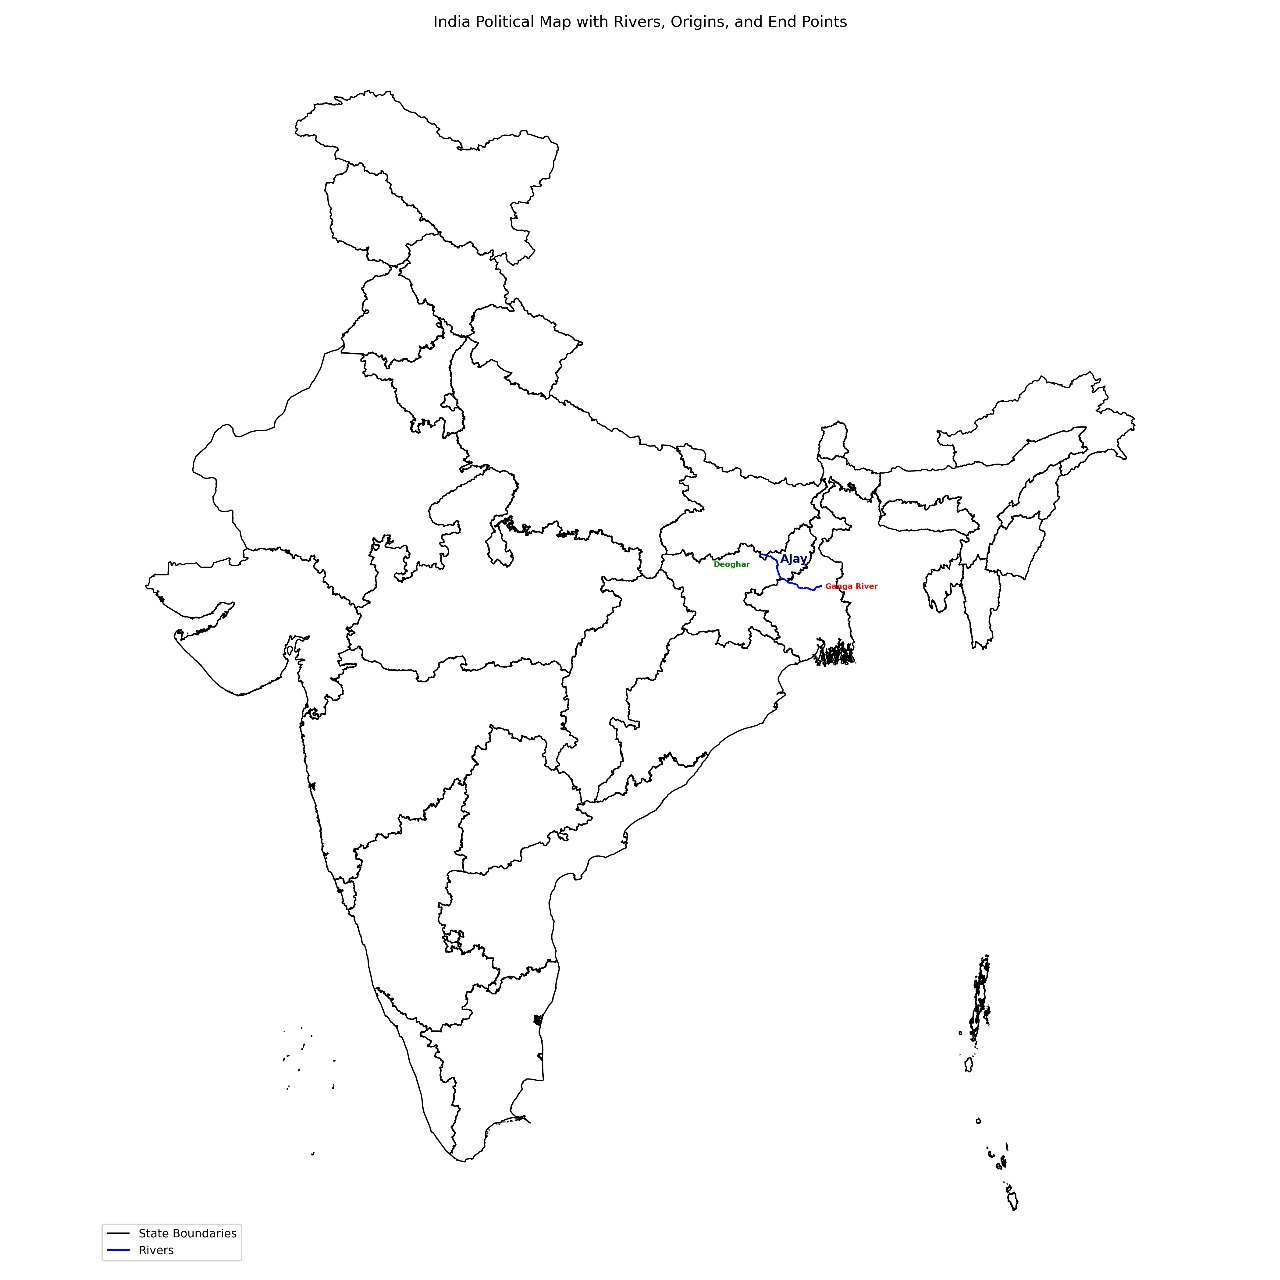 India Political Map with Rivers, Origins, and End Points
Ajay
Deoghar
Ganga River
State Boundaries
Rivers